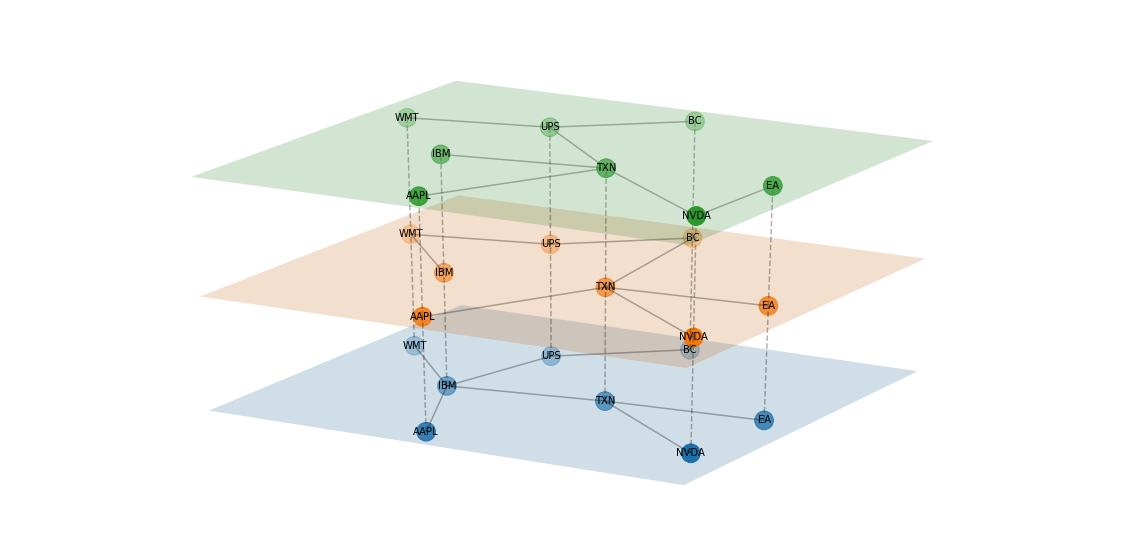 WMT
UPS
BC
IBM
TXN
EA
AAPL
NVDA
WMT
UPS
BC
IBM
TXN
EA
AAPL
NVDA
WMT
UPS
BC
IBM
TXN
EA
AAPL
NVDA